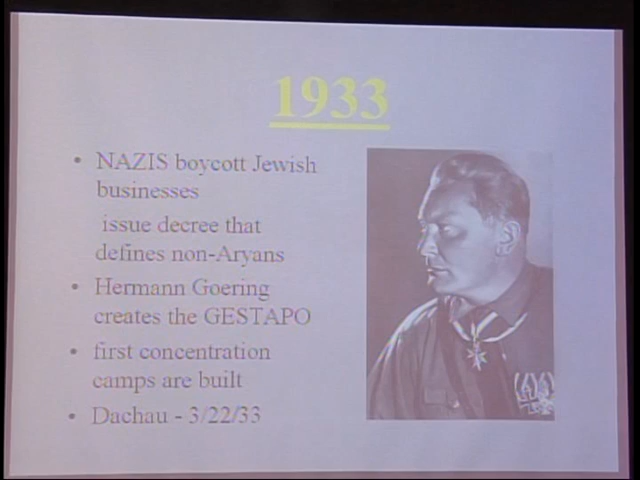 1933
• NAZIS boycott Jewish
businesses
issue decree that
defines non-Aryans
• Hermann Goering
creates the GESTAPO
• first concentration
camps are built
• Dachau - 3/22/33